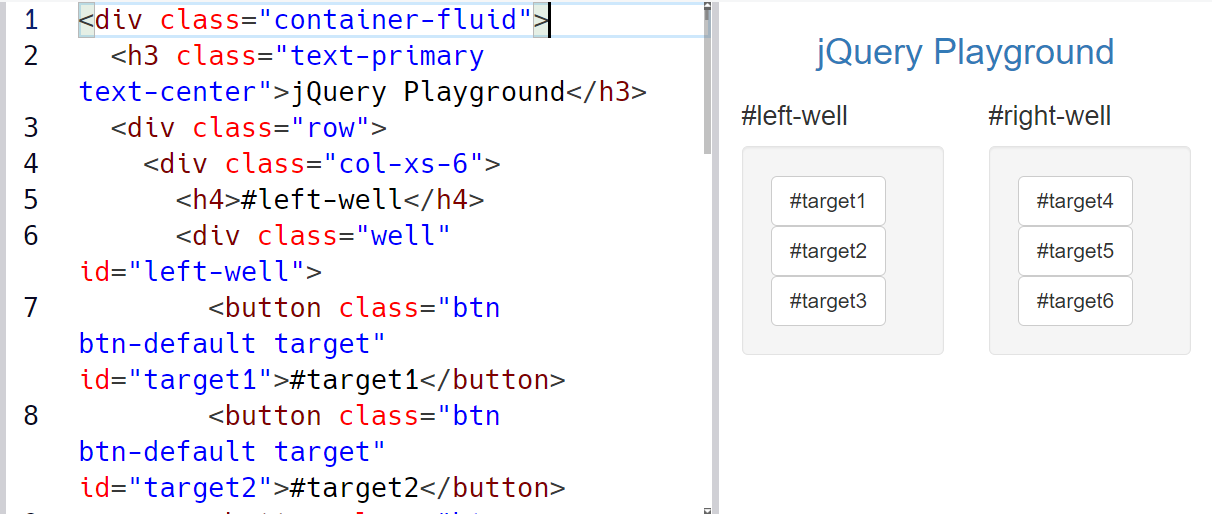 1 <div class="container-fluid">
2 <h3 class="text-primary
text-center">jQuery Playground</h3>
3 <div class="row">
4 <div class="col-xs-6">
5 <h4>#left-well</h4>
6 <div class="well"
id="left-well">
7 <button class="btn
btn-default target"
id="target1">#target1</button>
8 <button class="btn
btn-default target"
id="target2">#target2</button>
jQuery Playground
#left-well
#target1
#target2
#target3
#right-well
#target4
#target5
#target6